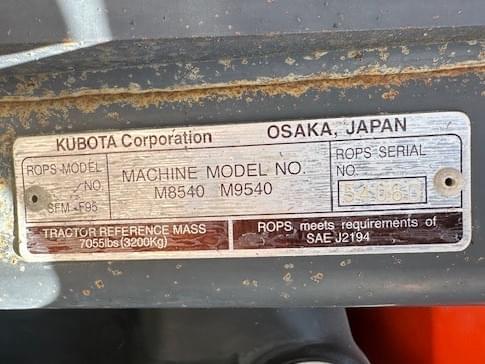 KUBOTA Corporation OSAKA, JAPAN
ROPS-MODEL
NO.
SFM-F95
MACHINE MODEL NO.
M8540 M9540
ROPS-SERIAL
NO.
TRACTOR REFERENCE MASS
7055lbs(3200Kg)
ROPS meets requirements of
SAE J2194